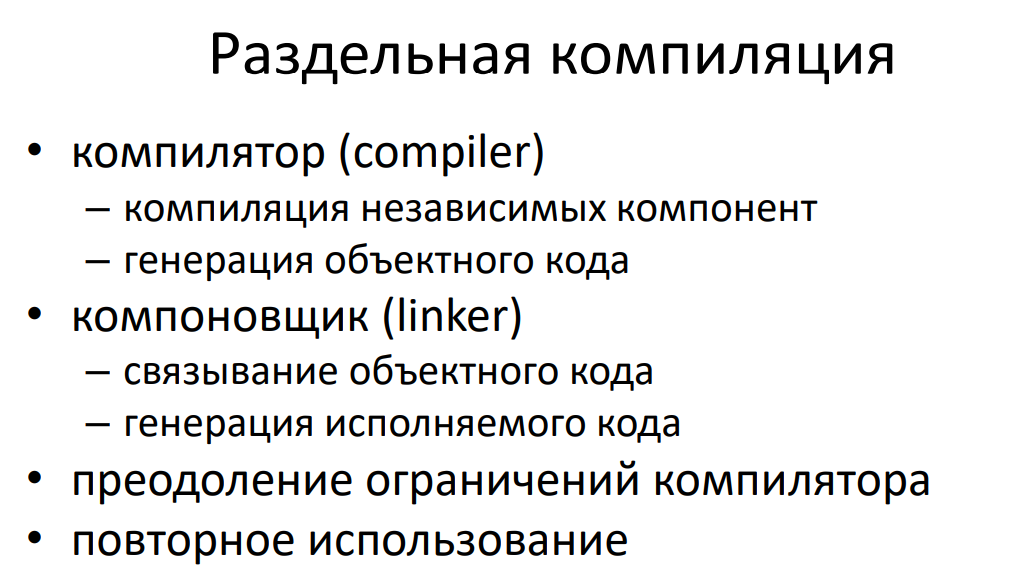 Раздельная компиляция
• компилятор (compiler)
– компиляция независимых компонент
– генерация объектного кода
• компоновщик (linker)
– связывание объектного кода
– генерация исполняемого кода
• преодоление ограничений компилятора
• повторное использование